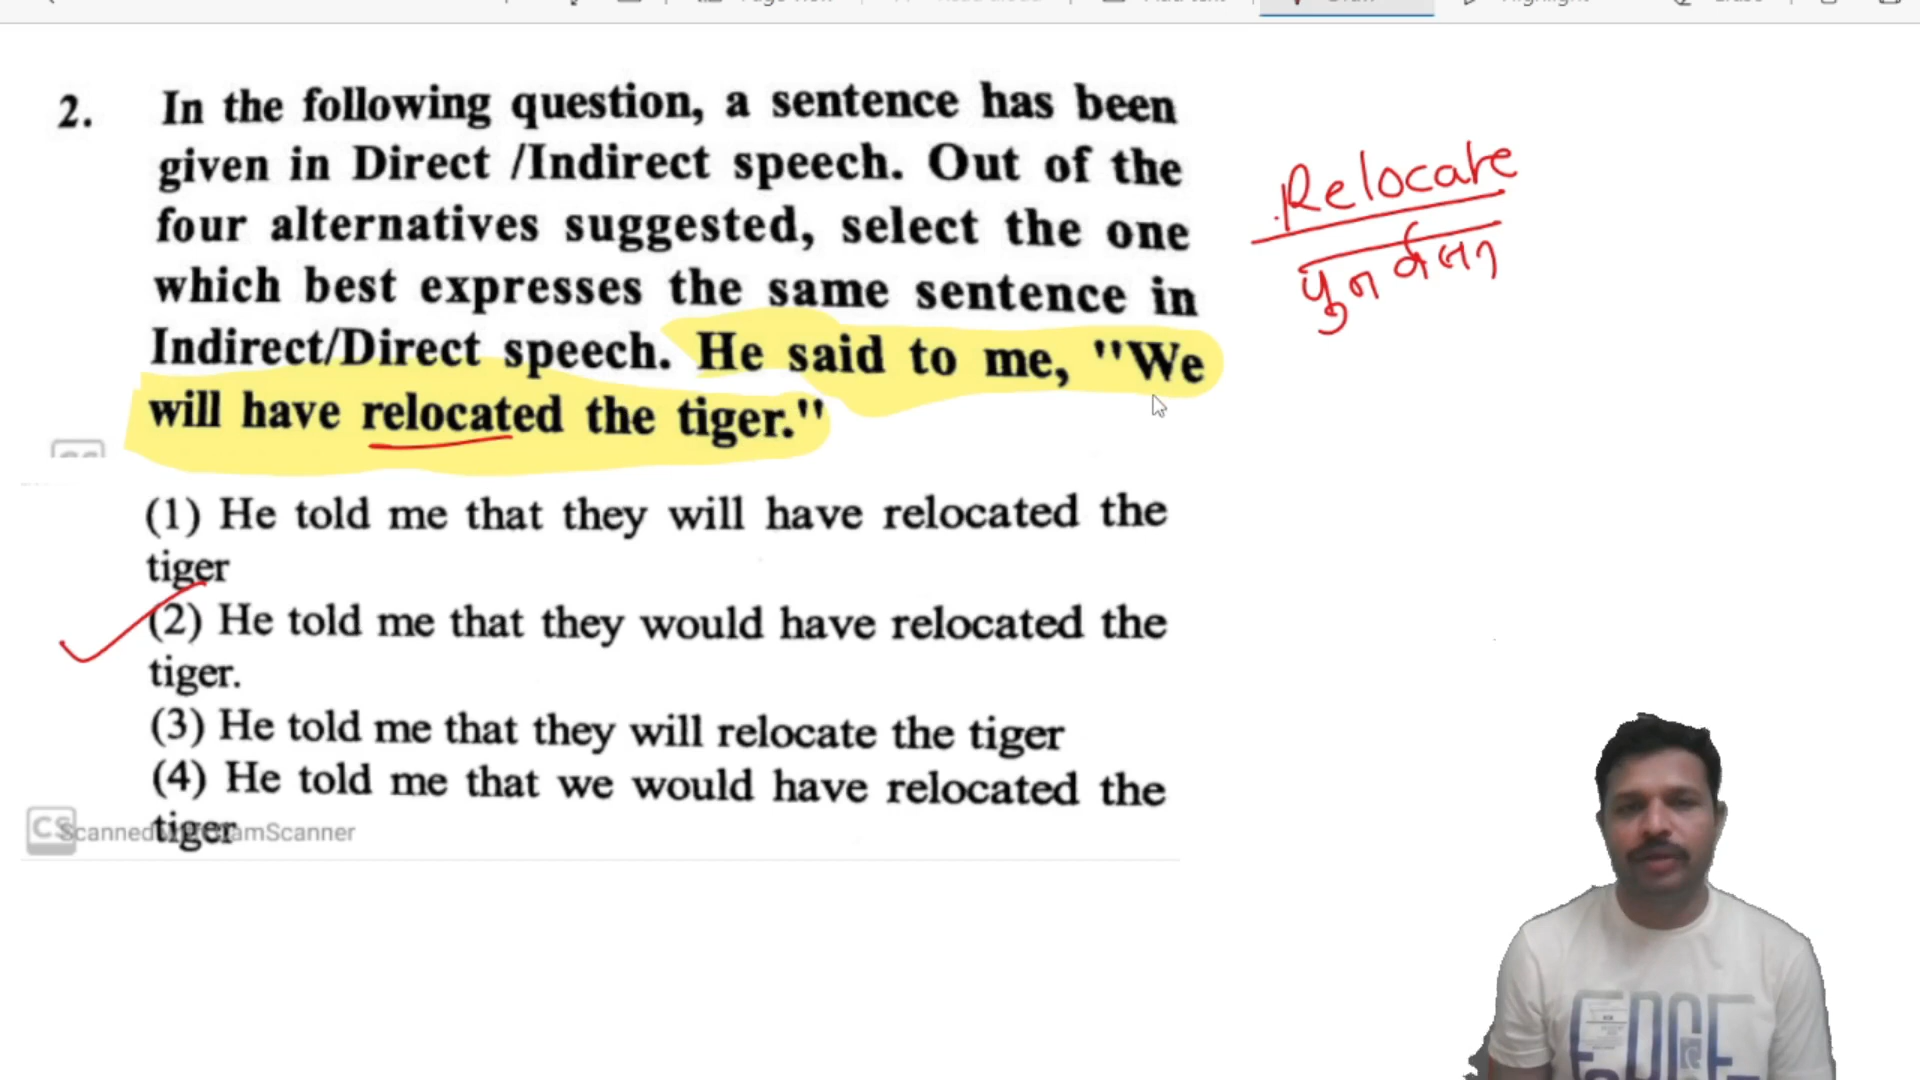 2. In the following question, a sentence has been
given in Direct /Indirect speech. Out of the
four alternatives suggested, select the one
which best expresses the same sentence in
Indirect/Direct speech. He said to me, "We
will have relocated the tiger."
Relocate
(1) He told me that they will have relocated the
tiger
(2) He told me that they would have relocated the
tiger.
(3) He told me that they will relocate the tiger
(4) He told me that we would have relocated the
tiger
CS Scanned CamScanner